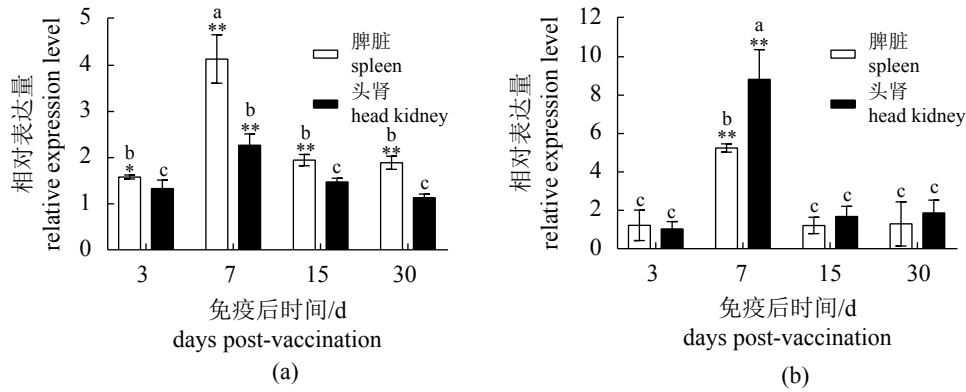 (a)
相对表达量
relative expression level
5
4
3
2
1
0
脾脏
spleen
头肾
head kidney
b
*
c
a
**
b
**
b
**
c
b
**
c
3
7
15
30
免疫后时间/d
days post-vaccination
(b)
相对表达量
relative expression level
12
10
8
6
4
2
0
脾脏
spleen
头肾
head kidney
c
c
b
**
a
**
c
c
c
c
3
7
15
30
免疫后时间/d
days post-vaccination